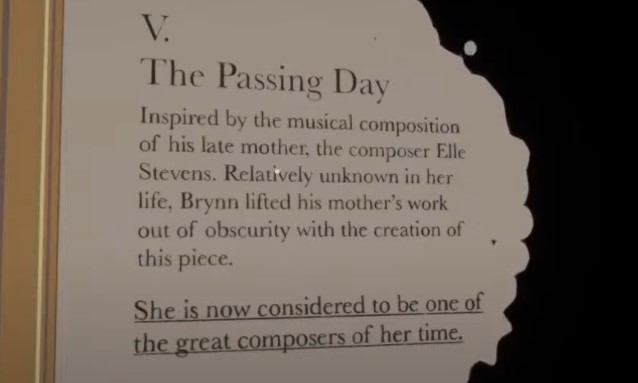 V.
The Passing Day
Inspired by the musical composition
of his late mother, the composer Elle
Stevens. Relatively unknown in her
life, Brynn lifted his mother's work
out of obscurity with the creation of
this piece.
She is now considered to be one of
the great composers of her time.